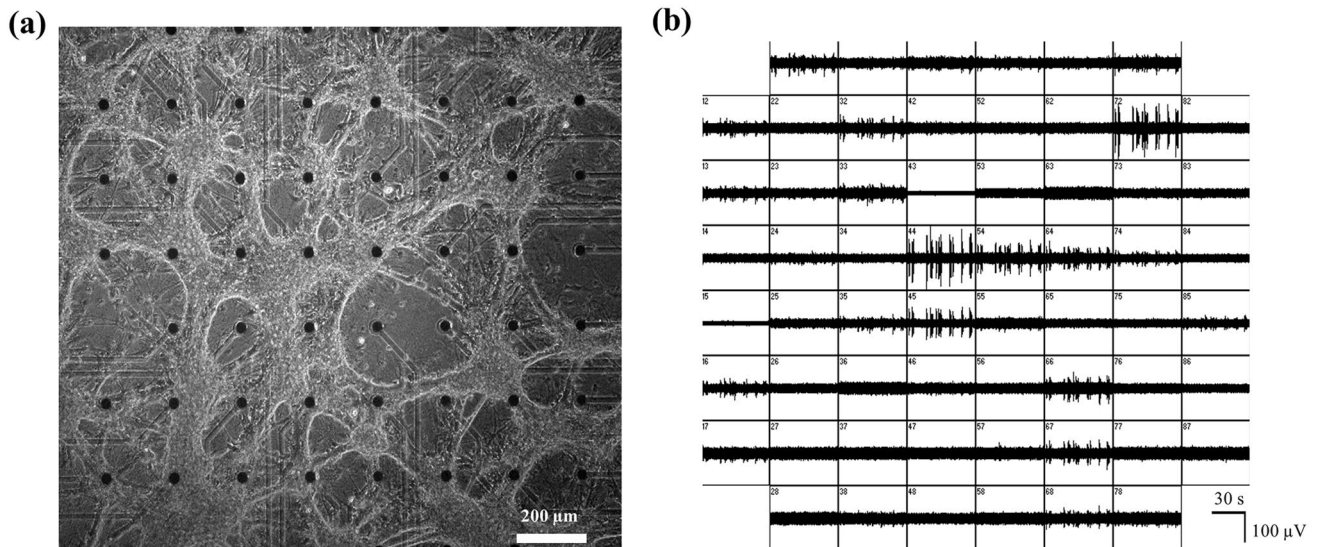 (a)
(b)
12 22 32 42 52 62 72 82
13 23 33 43 53 63 73 83
14 24 34 44 54 64 74 84
15 25 35 45 55 65 75 85
16 26 36 46 56 66 76 86
17 27 37 47 57 67 77 87
28 38 48 58 68 78
200 µm
30 s
100 µV